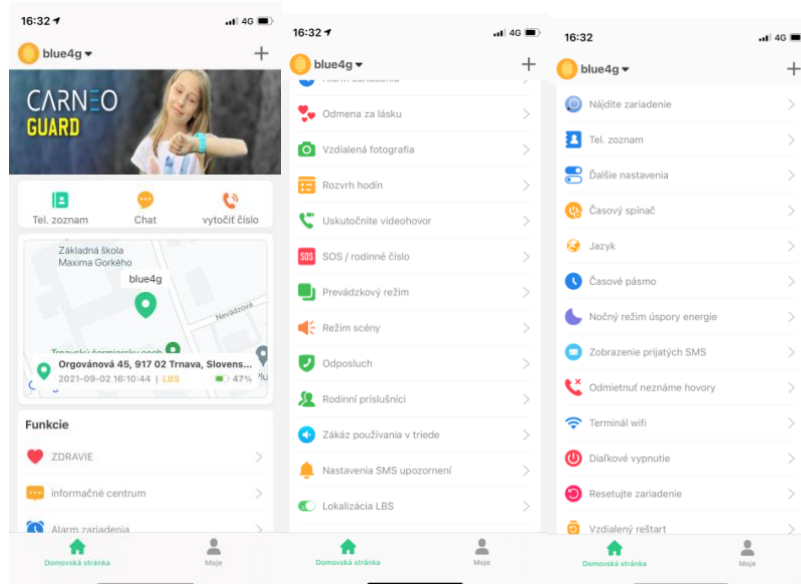 16:32
4G
blue4g
CARNEO
GUARD
Tel. zoznam
Chat
vytočiť číslo
Základná škola
Maxima Gorkého
blue4g
Nevädzová
Orgovánová 45, 917 02 Trnava, Slovens...
2021-09-02 16:10:44 | LBS
47%
Funkcie
ZDRAVIE
informačné centrum
Alarm zariadenia
Domovská stránka
Moje
16:32
4G
blue4g
Alarm zariadenia
Odmena za lásku
Vzdialená fotografia
Rozvrh hodín
Uskutočnite videohovor
SOS
SOS / rodinné číslo
Prevádzkový režim
Režim scény
Odposluch
Rodinní príslušníci
Zákáz používania v triede
Nastavenia SMS upozornení
Lokalizácia LBS
Domovská stránka
Moje
16:32
4G
blue4g
Nájdite zariadenie
Tel. zoznam
Ďalšie nastavenia
Časový spínač
Jazyk
Časové pásmo
Nočný režim úspory energie
Zobrazenie prijatých SMS
Odmietnuť neznáme hovory
Terminál wifi
Diaľkové vypnutie
Resetujte zariadenie
Vzdialený reštart
Domovská stránka
Moje